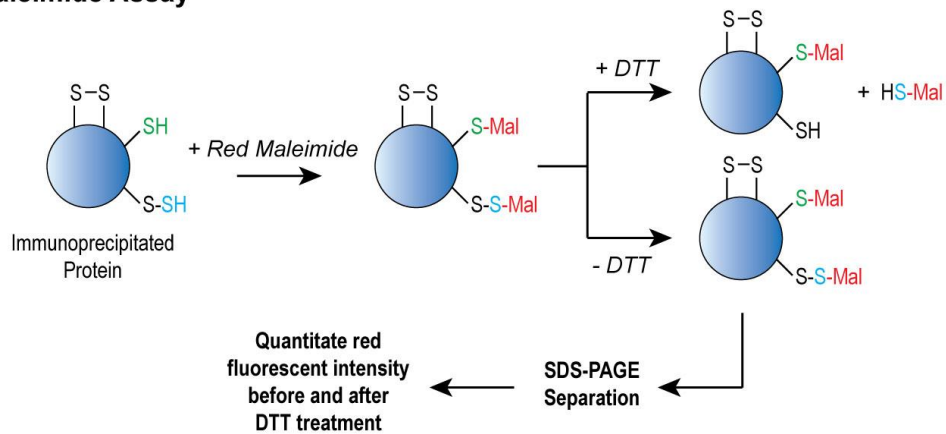 Assay
S-S
SH
S-SH
Immunoprecipitated
Protein
+ Red Maleimide
S-S
S-Mal
S-S-Mal
+ DTT
- DTT
S-S
S-Mal
SH
+ HS-Mal
S-S
S-Mal
S-S-Mal
SDS-PAGE
Separation
Quantitate red
fluorescent intensity
before and after
DTT treatment